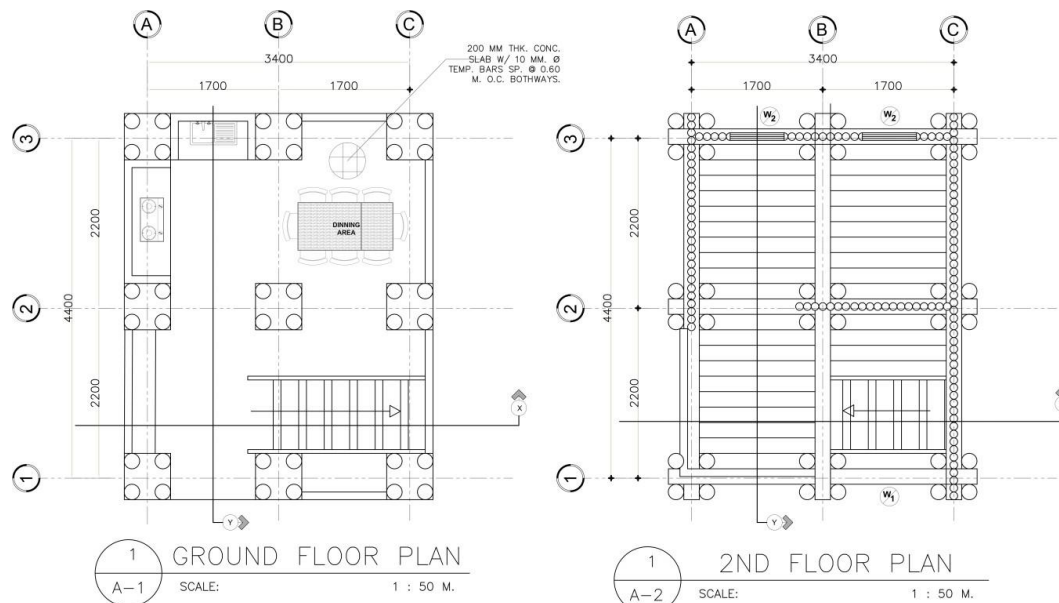 A
B
C
3400
1700
1700
200 MM THK. CONC.
SLAB W/ 10 MM. Ø
TEMP. BARS SP. @ 0.60
M. O.C. BOTHWAYS.
3
2
1
2200
4400
2200
DINNING
AREA
X
Y
1
A-1
GROUND FLOOR PLAN
SCALE:
1 : 50 M.
A
B
C
3400
1700
1700
W2
W2
3
2
1
2200
4400
2200
W1
Y
1
A-2
2ND FLOOR PLAN
SCALE:
1 : 50 M.